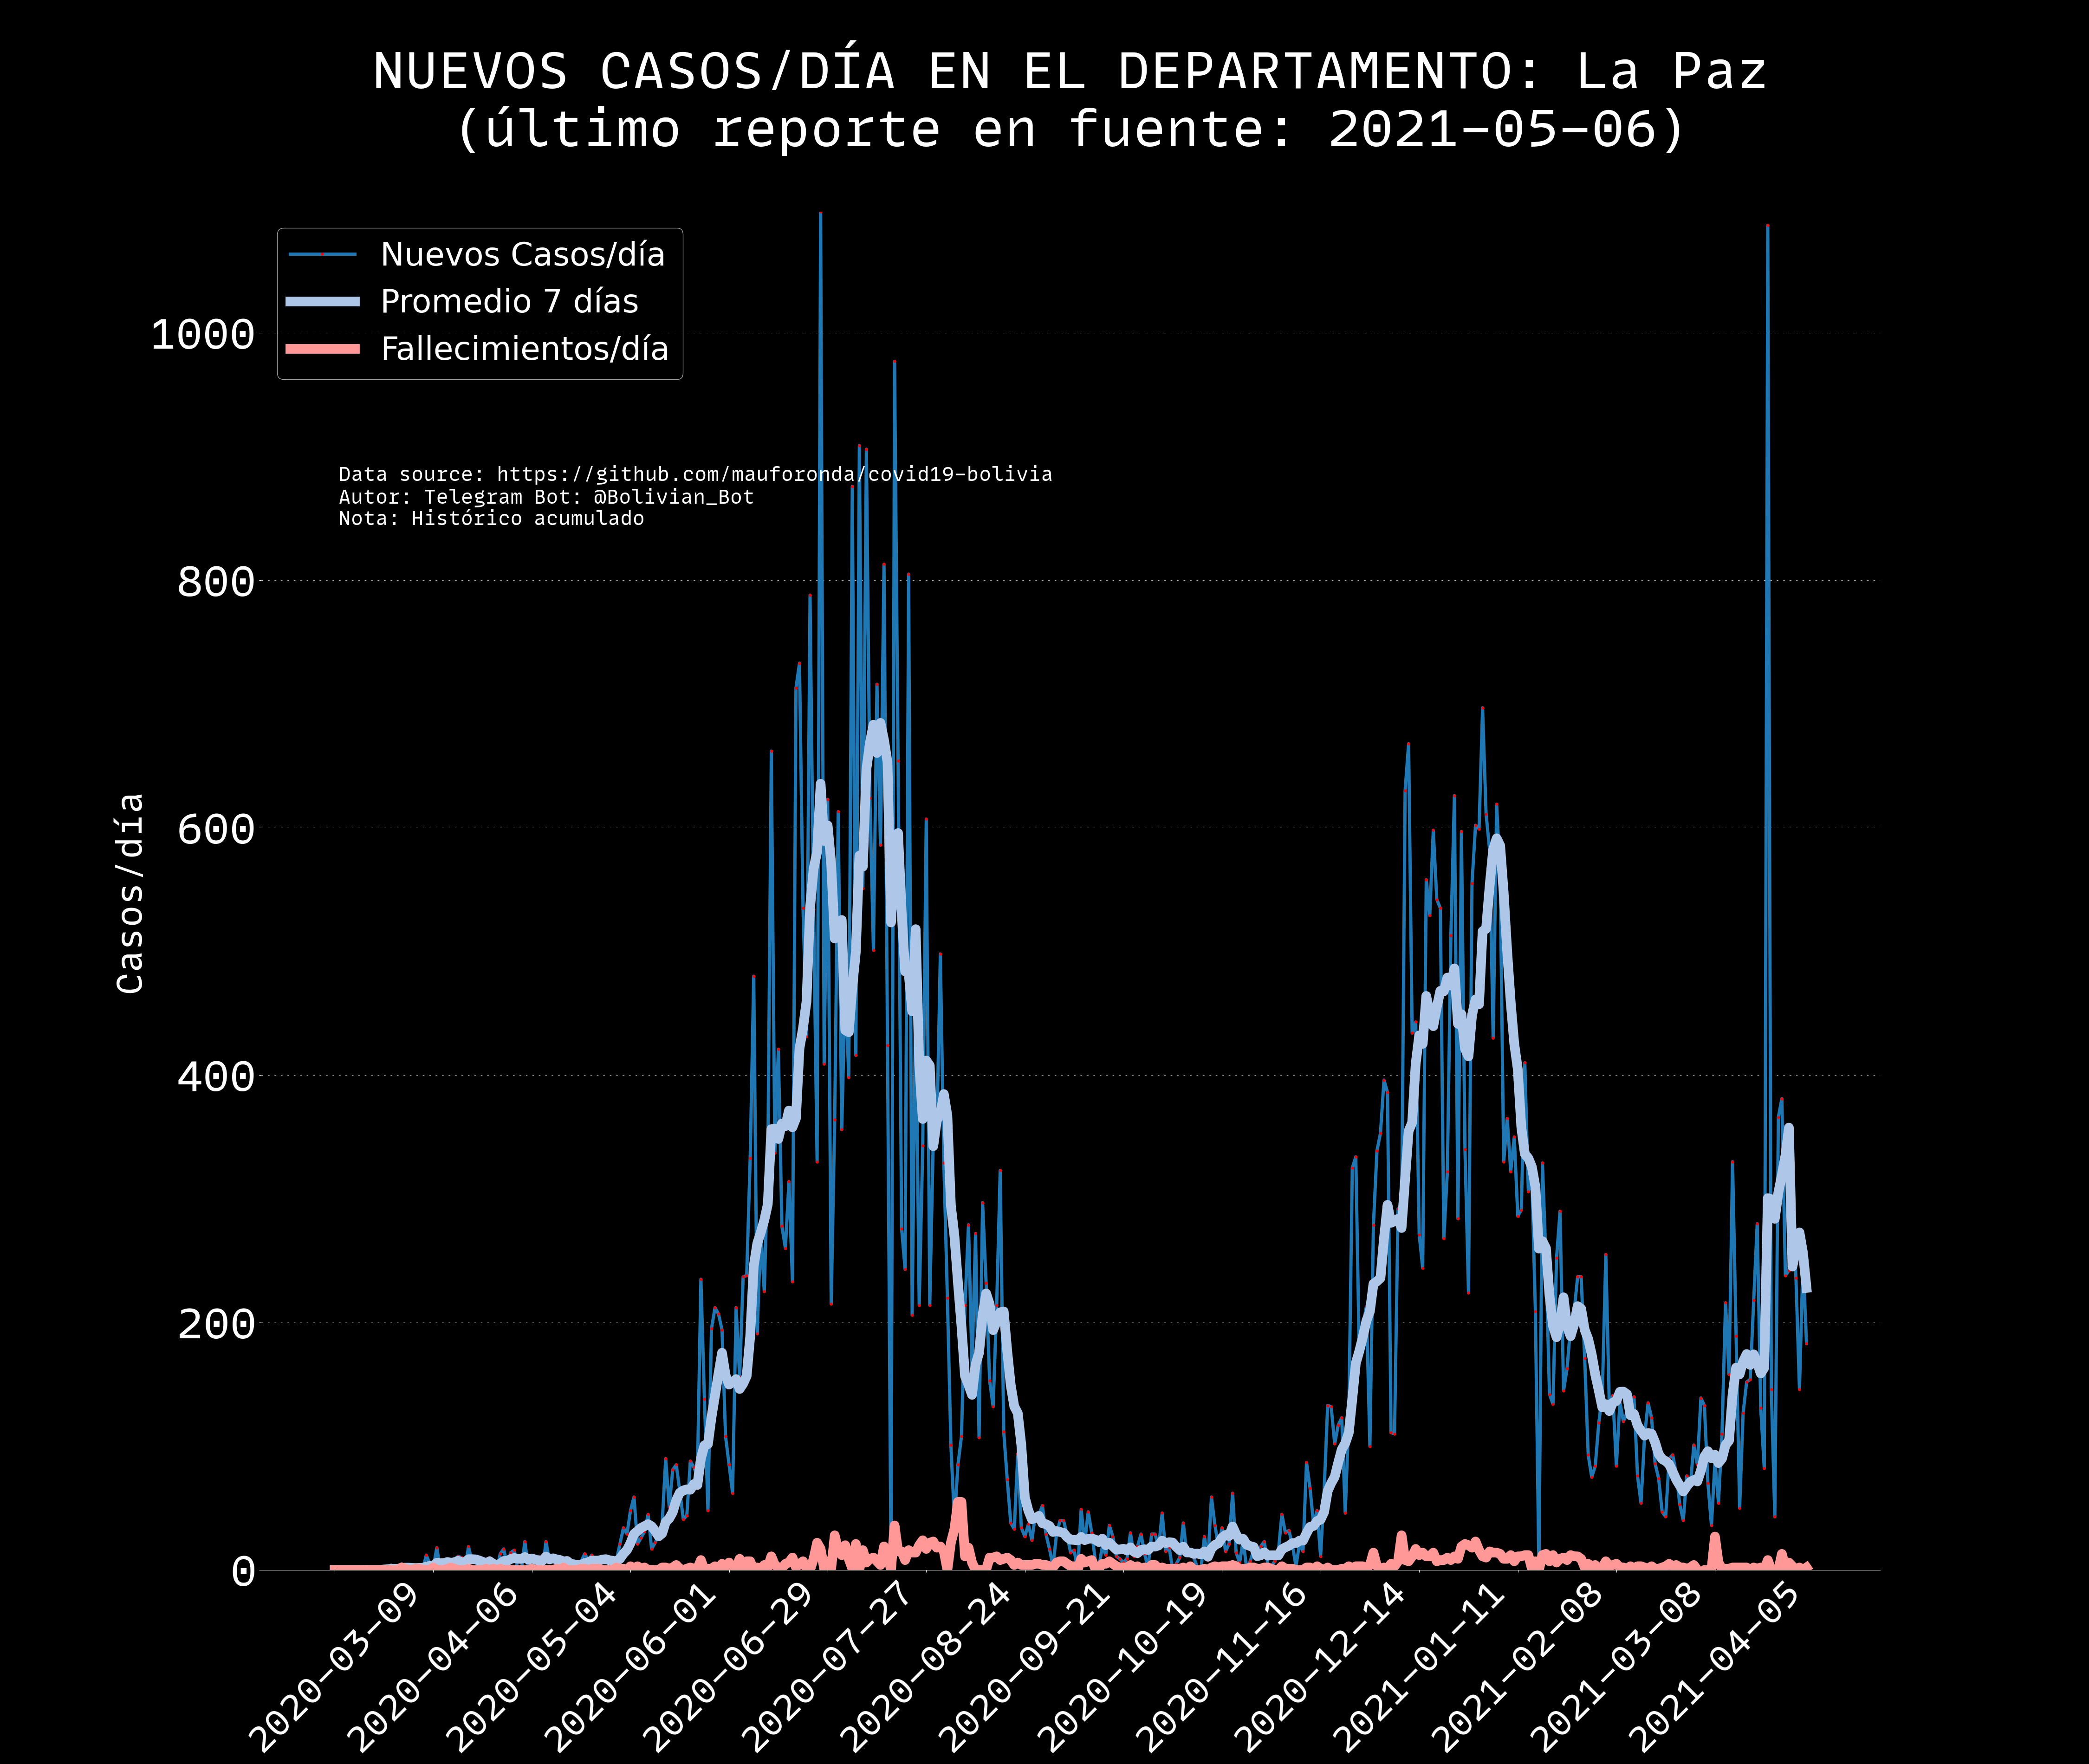 NUEVOS CASOS/DÍA EN EL DEPARTAMENTO: La Paz
(último reporte en fuente: 2021-05-06)
Nuevos Casos/día
Promedio 7 días
Fallecimientos/día
Data source: https://github.com/mauforonda/covid19-bolivia
Autor: Telegram Bot: @Bolivian_Bot
Nota: Histórico acumulado
Casos/día
1000
800
600
400
200
0
2020-03-09
2020-04-06
2020-05-04
2020-06-01
2020-06-29
2020-07-27
2020-08-24
2020-09-21
2020-10-19
2020-11-16
2020-12-14
2021-01-11
2021-02-08
2021-03-08
2021-04-05